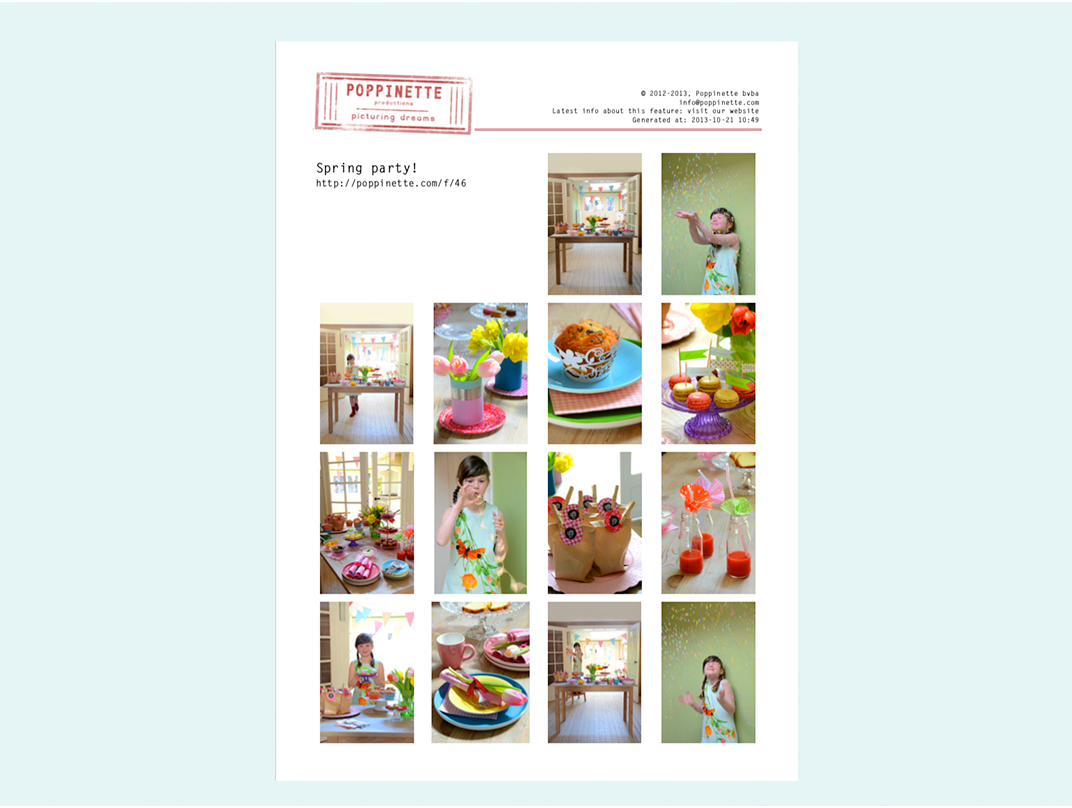 POPPINETTE
productions
picturing dreams
© 2012-2013, Poppinette bvba
info@poppinette.com
Latest info about this feature: visit our website
Generated at: 2013-10-21 10:49
Spring party!
http://poppinette.com/f/46